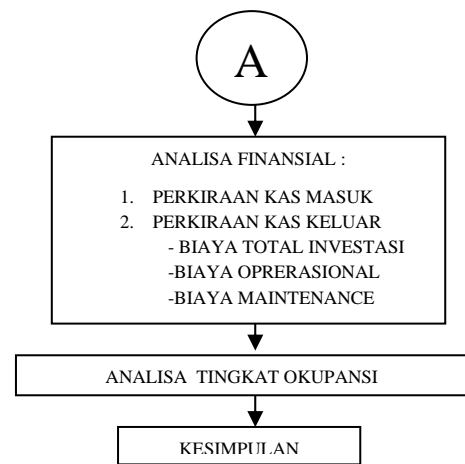 A
ANALISA FINANSIAL :
1. PERKIRAAN KAS MASUK
2. PERKIRAAN KAS KELUAR
- BIAYA TOTAL INVESTASI
-BIAYA OPRERASIONAL
-BIAYA MAINTENANCE
ANALISA TINGKAT OKUPANSI
KESIMPULAN